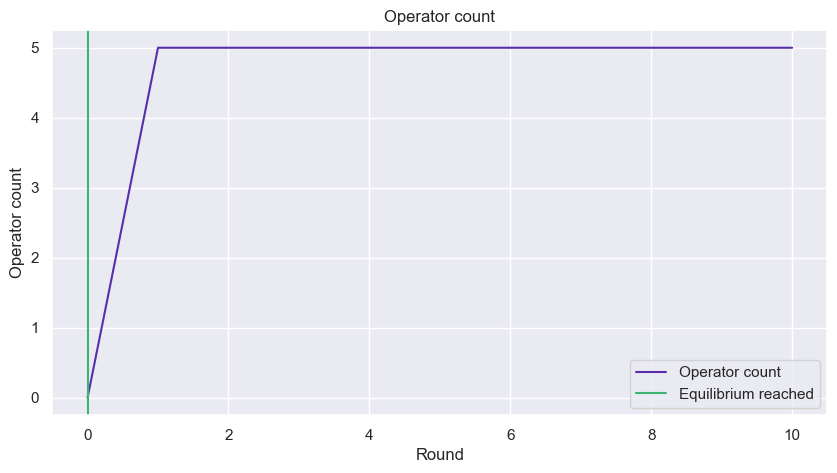 Operator count
Operator count
5
4
3
2
1
0
0 2 4 6 8 10
Round
Operator count
Equilibrium reached